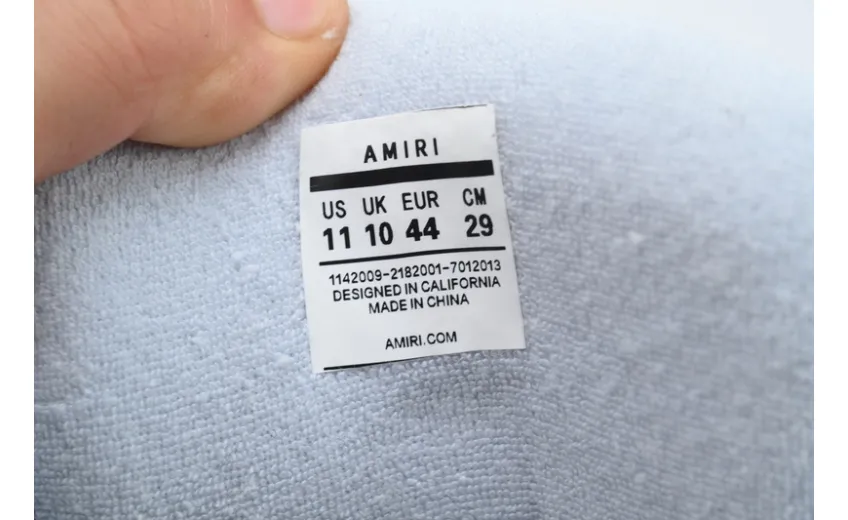 AMIRI
US UK EUR CM
11 10 44 29
1142009-2182001-7012013
DESIGNED IN CALIFORNIA
MADE IN CHINA
AMIRI.COM